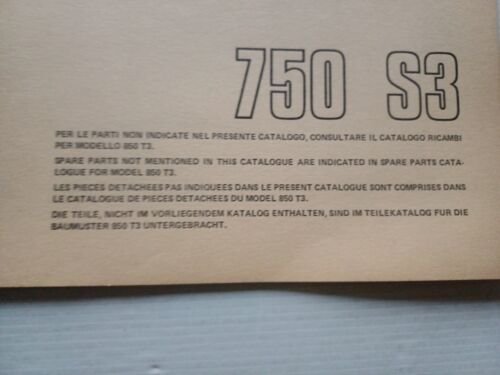 750 S3
PER LE PARTI NON INDICATE NEL PRESENTE CATALOGO, CONSULTARE IL CATALOGO RICAMBI
PER MODELLO 850 T3.
SPARE PARTS NOT MENTIONED IN THIS CATALOGUE ARE INDICATED IN SPARE PARTS CATA-
LOGUE FOR MODEL 850 T3.
LES PIECES DETACHEES PAS INDIQUEES DANS LE PRESENT CATALOGUE SONT COMPRISES DANS
LE CATALOGUE DE PIECES DETACHEES DU MODEL 850 T3.
DIE TEILE, NICHT IM VORLIEGENDEM KATALOG ENTHALTEN, SIND IM TEILEKATALOG FUR DIE
BAUMUSTER 850 T3 UNTERGEBRACHT.